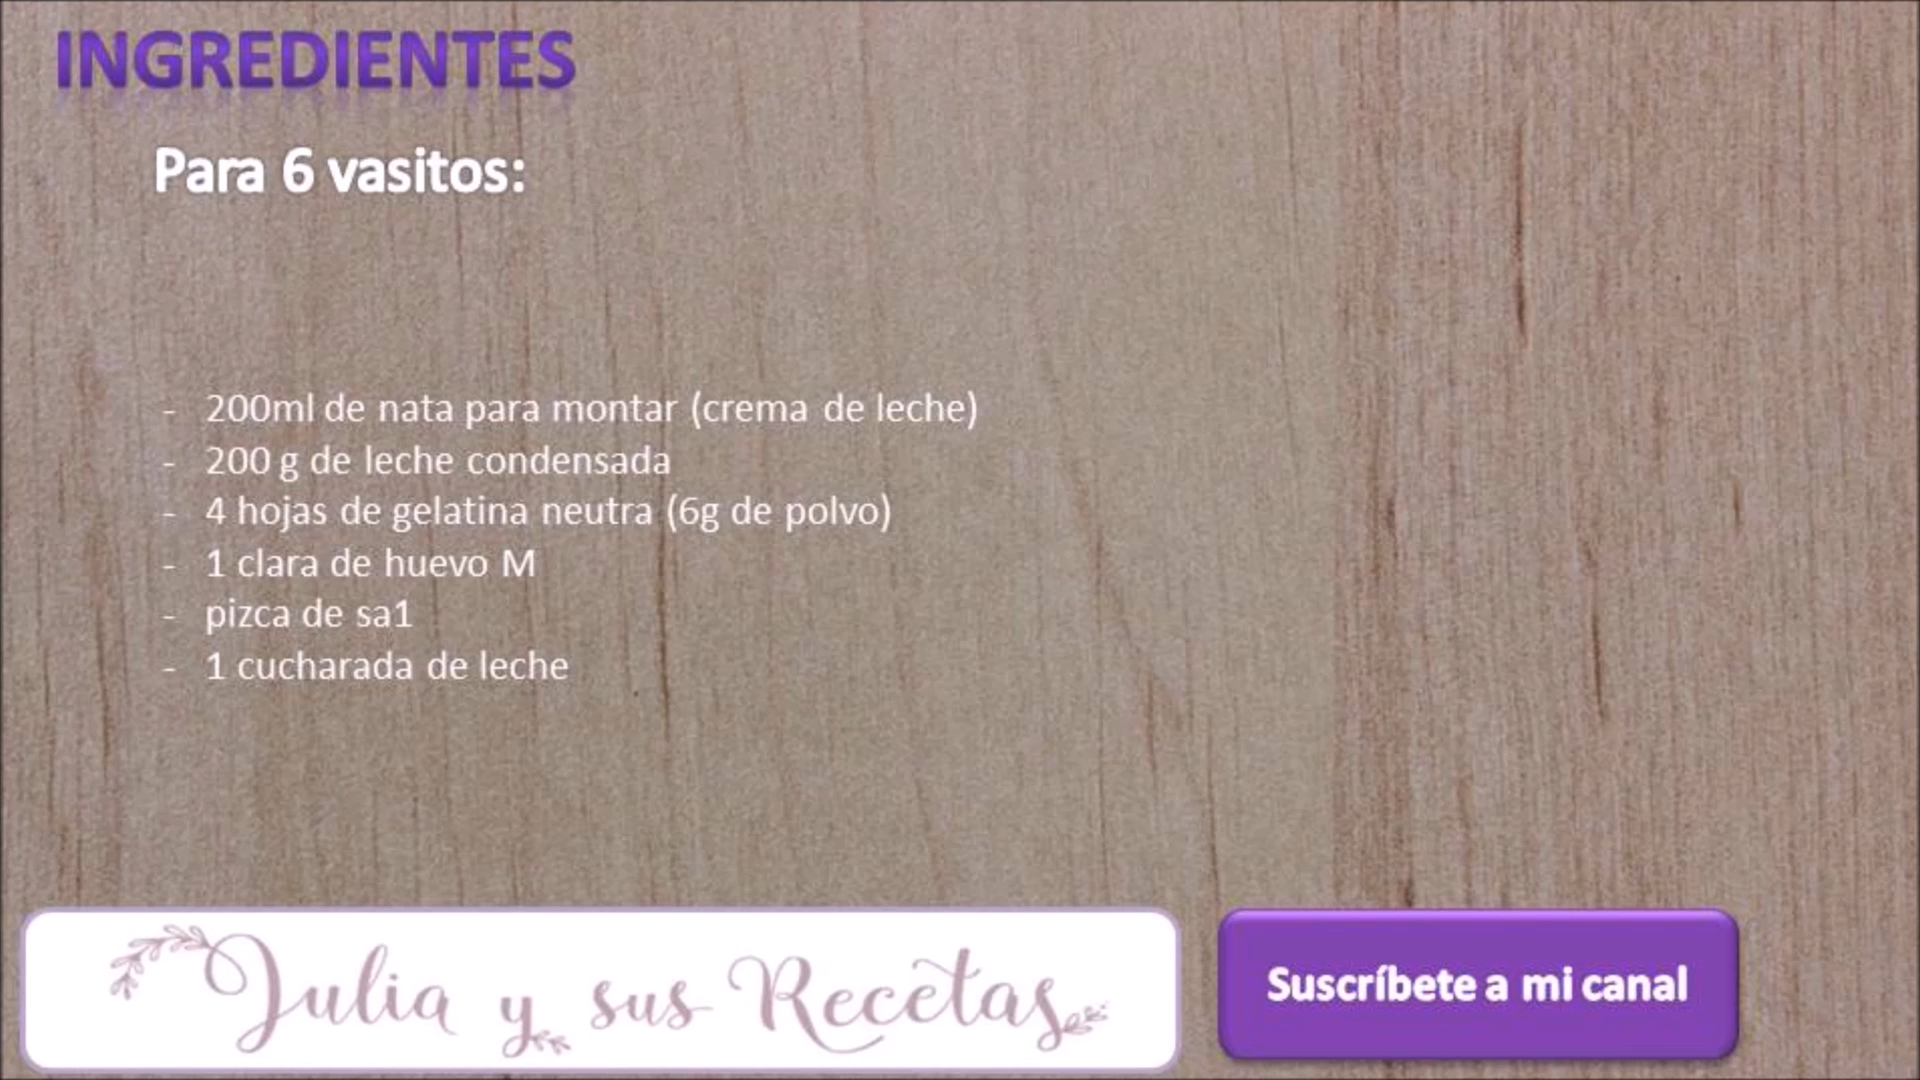 INGREDIENTES
Para 6 vasitos:
- 200ml de nata para montar (crema de leche)
- 200 g de leche condensada
- 4 hojas de gelatina neutra (6g de polvo)
- 1 clara de huevo M
- pizca de sa1
- 1 cucharada de leche
Julia y sus Recetas
Suscríbete a mi canal